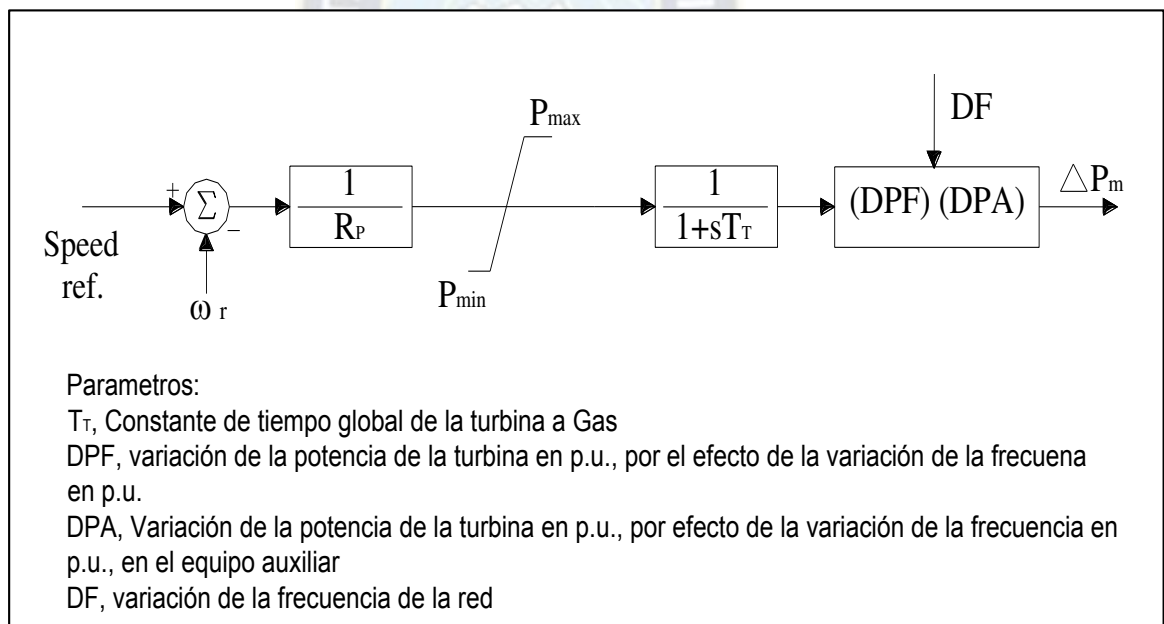 DF
Pmax
1
1
△Pm
+
Σ
(DPF) (DPA)
−
RP
1+sTT
Speed
ref.
Pmin
ω r
Parametros:
TT, Constante de tiempo global de la turbina a Gas
DPF, variación de la potencia de la turbina en p.u., por el efecto de la variación de la frecuena
en p.u.
DPA, Variación de la potencia de la turbina en p.u., por efecto de la variación de la frecuencia en
p.u., en el equipo auxiliar
DF, variación de la frecuencia de la red